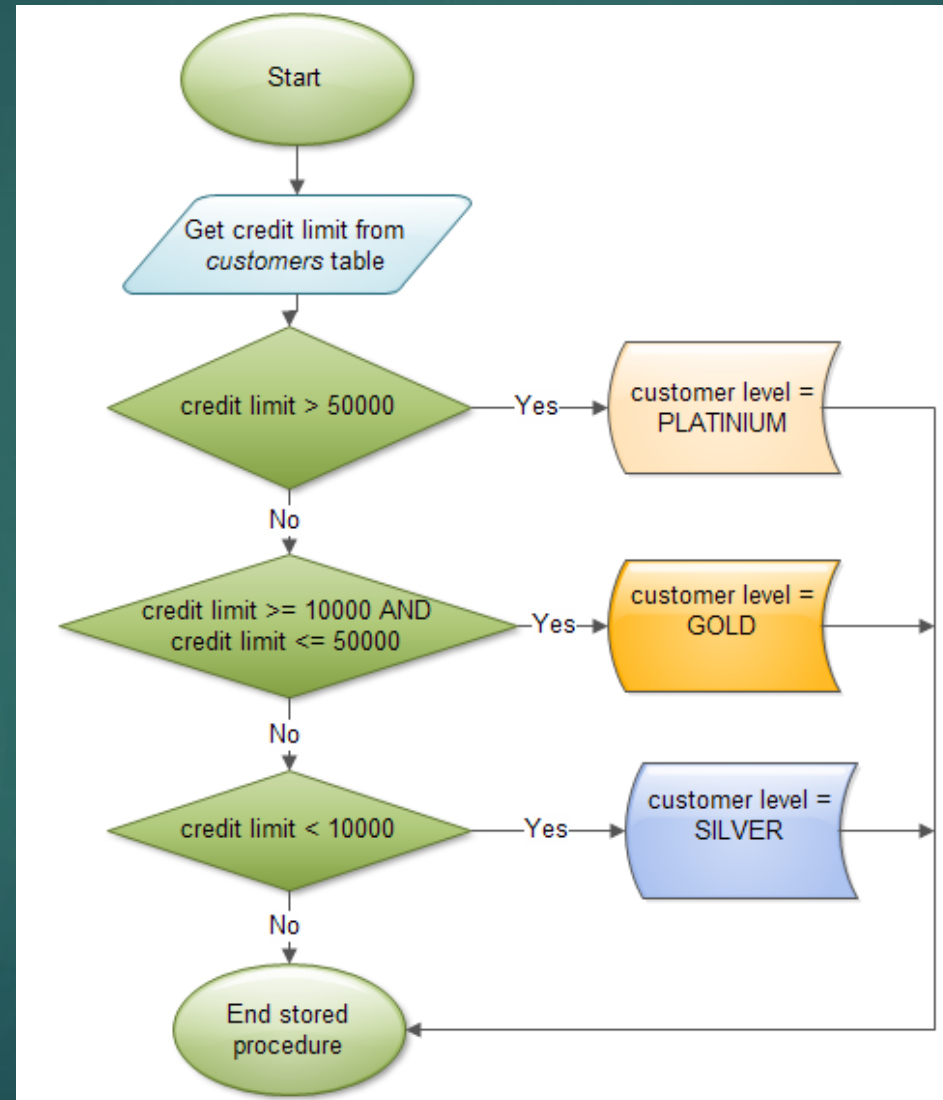 Start
Get credit limit from
customers table
credit limit > 50000
Yes
customer level =
PLATINIUM
No
credit limit >= 10000 AND
credit limit <= 50000
Yes
customer level =
GOLD
No
credit limit < 10000
Yes
customer level =
SILVER
No
End stored
procedure